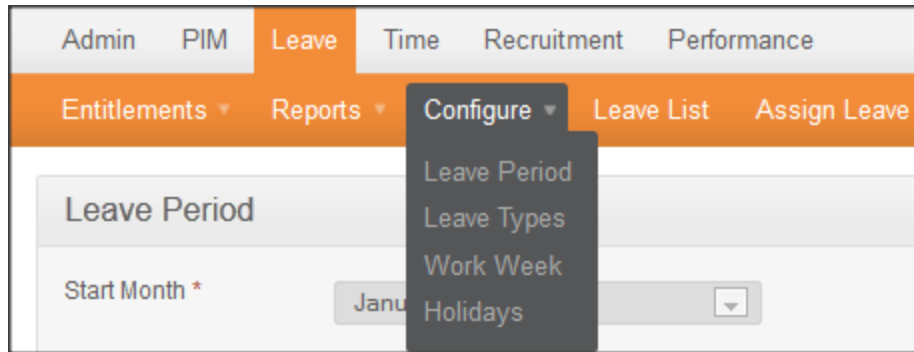 Admin PIM Leave Time Recruitment Performance
Entitlements Reports Configure Leave List Assign Leave
Leave Period
Leave Types
Work Week
Holidays
Leave Period
Start Month *
Janu